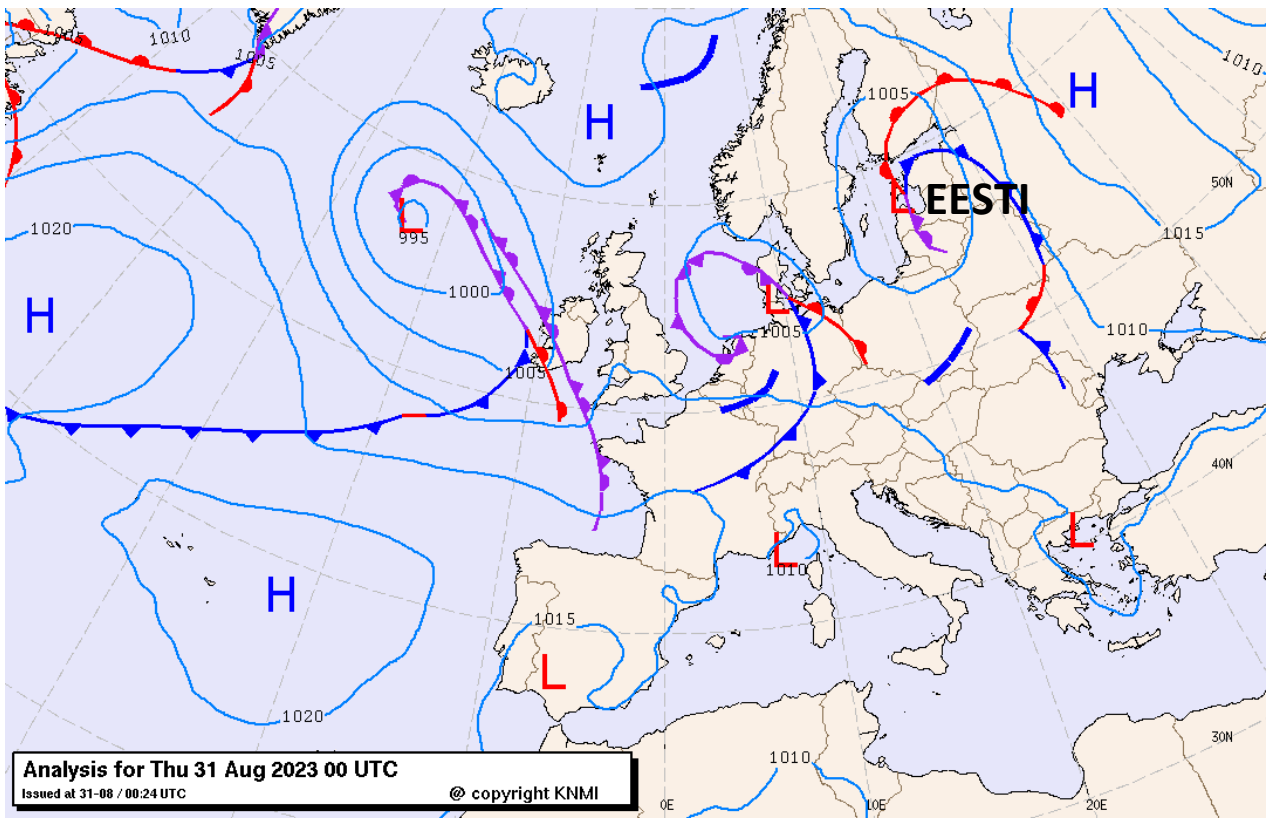 1005
1010
1005
1010
H
1005
H
L
EESTI
50N
L
995
1020
1015
H
1000
L
1005
1010
1005
40N
L
L
1010
H
1015
L
1020
30N
1010
Analysis for Thu 31 Aug 2023 00 UTC
Issued at 31-08 / 00:24 UTC
@ copyright KNMI
0E
10E
20E